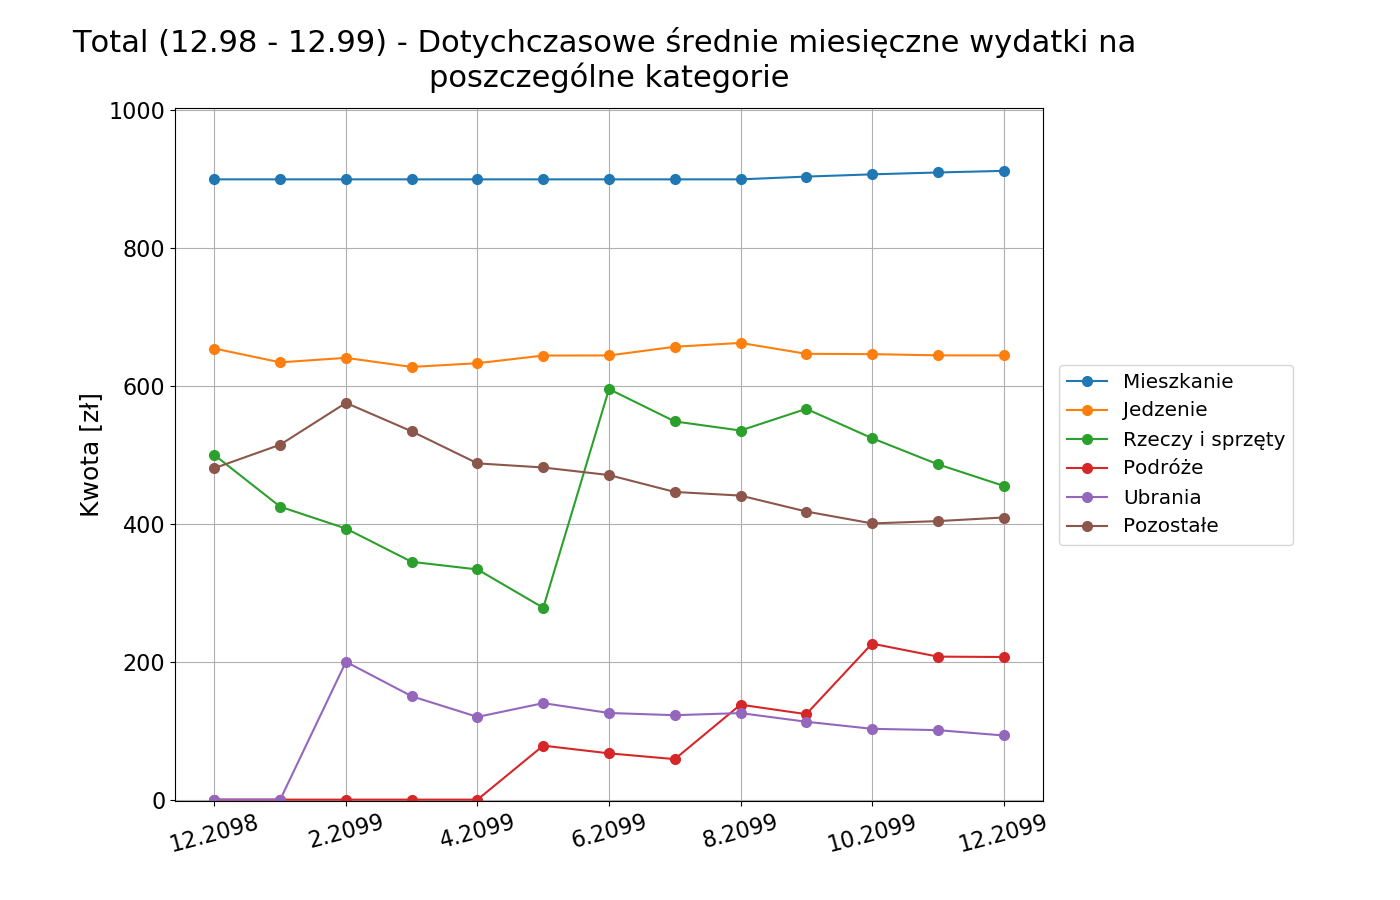 Total (12.98 - 12.99) - Dotychczasowe średnie miesięczne wydatki na
poszczególne kategorie
1000
800
600
400
200
0
Kwota [zł]
12.2098
2.2099
4.2099
6.2099
8.2099
10.2099
12.2099
Mieszkanie
Jedzenie
Rzeczy i sprzęty
Podróże
Ubrania
Pozostałe